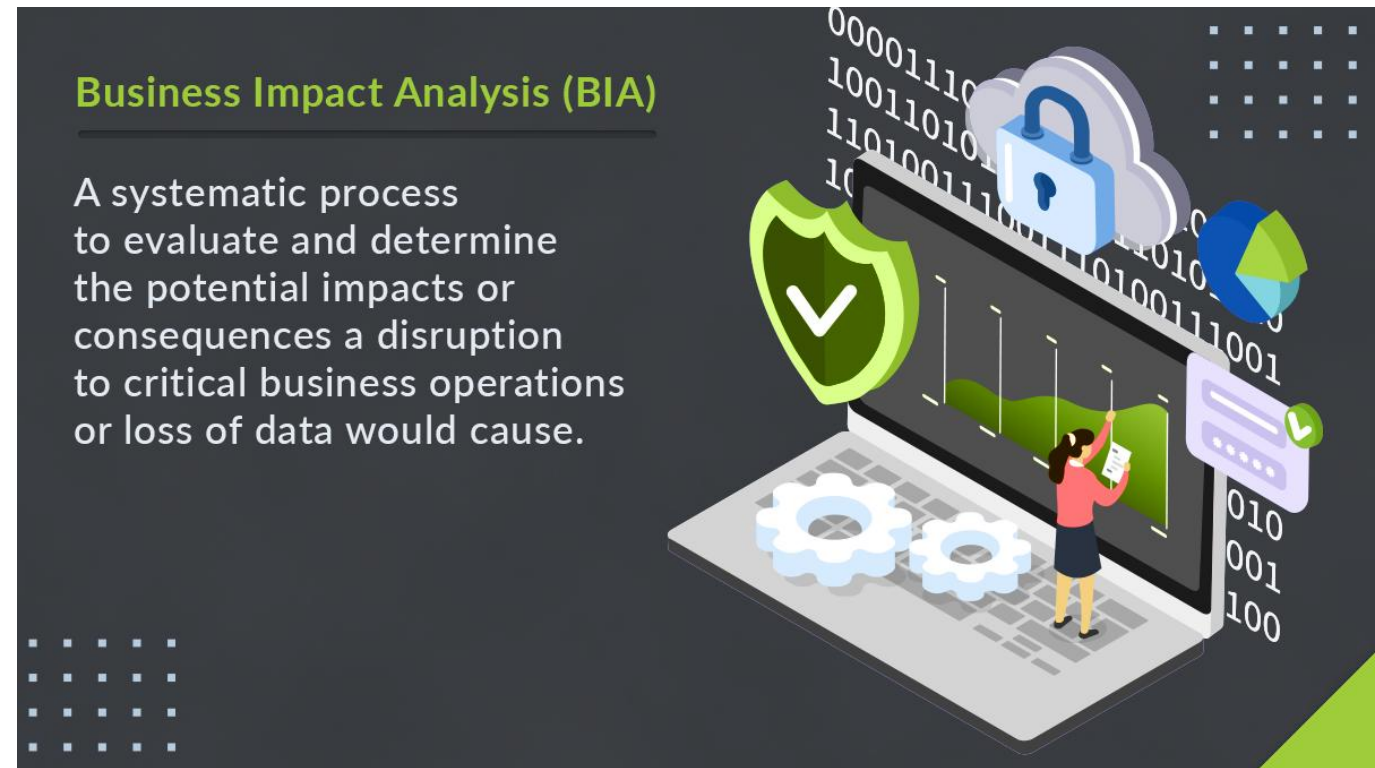 Business Impact Analysis (BIA)
A systematic process
to evaluate and determine
the potential impacts or
consequences a disruption
to critical business operations
or loss of data would cause.